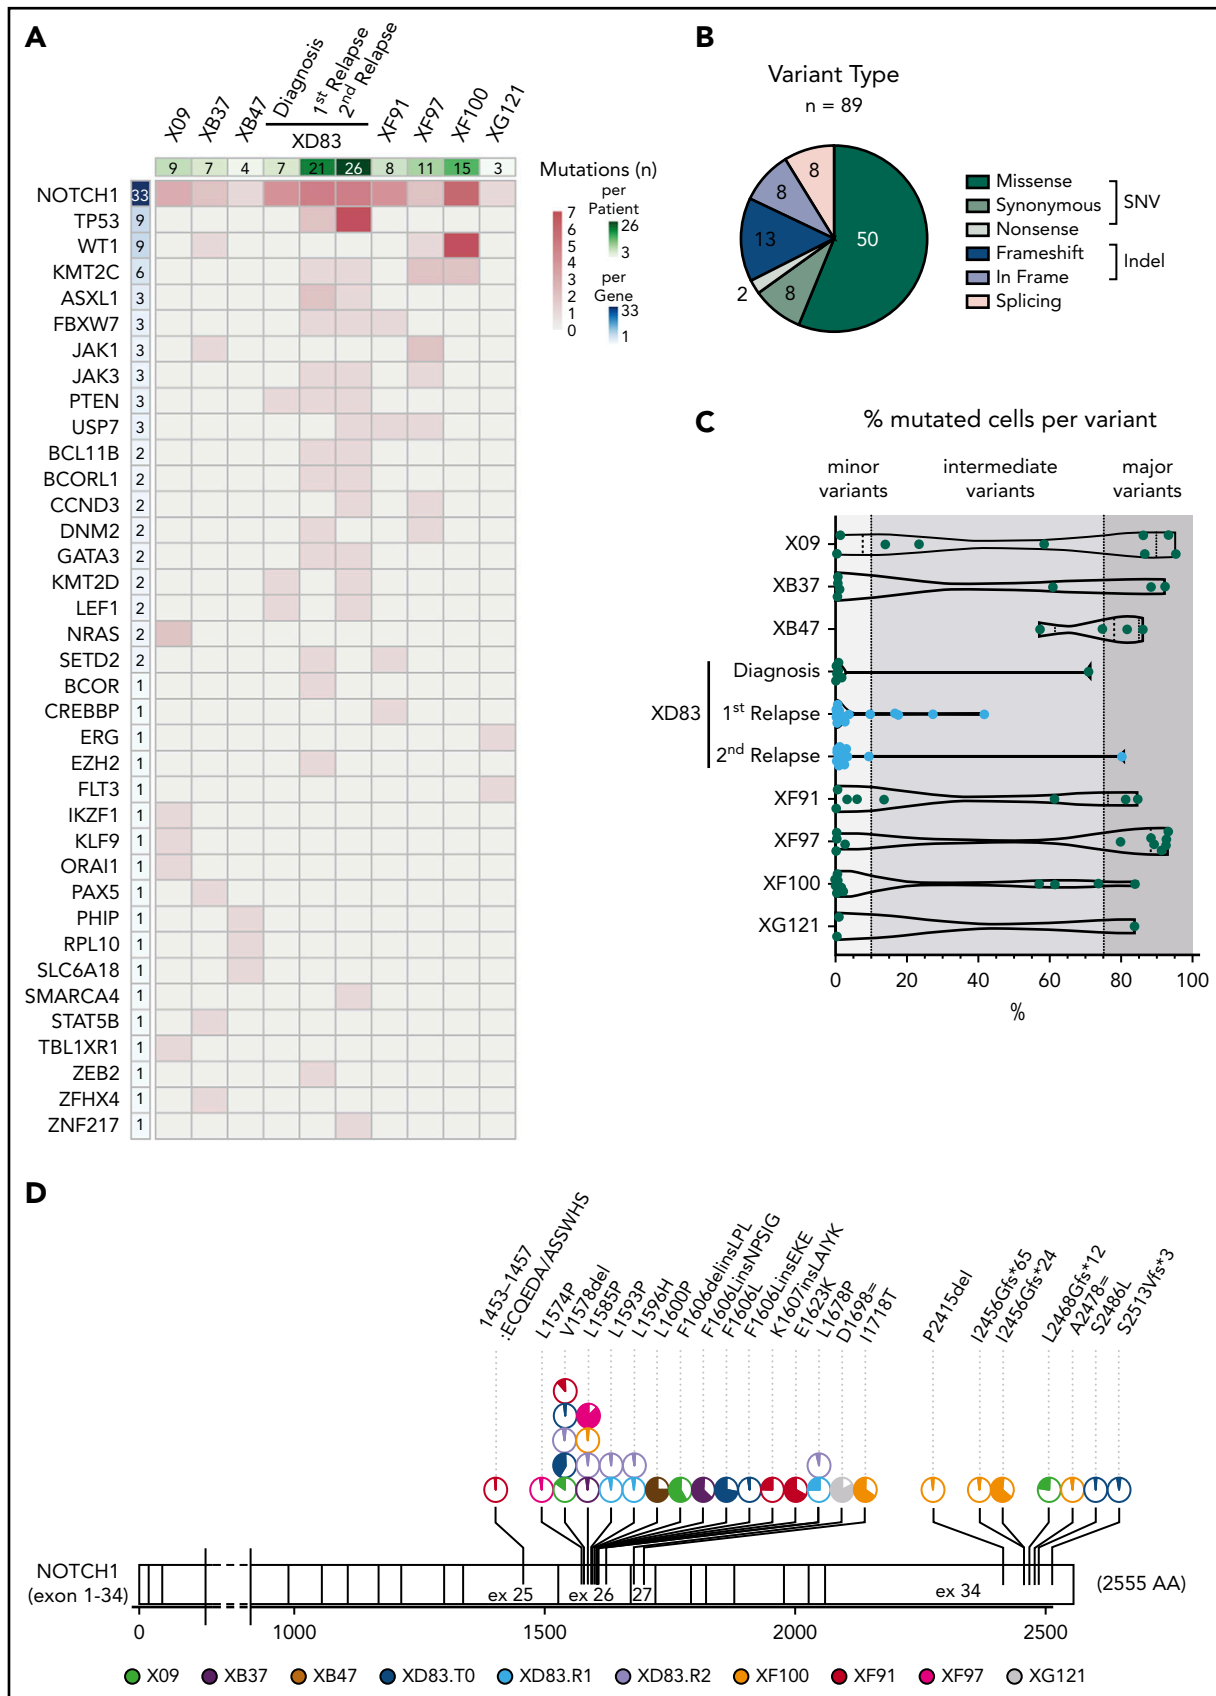 A
X09
XB37
XB47
Diagnosis
1st Relapse
2nd Relapse
XD83
XF91
XF97
XF100
XG121
9 7 4 7 21 26 8 11 15 3
NOTCH1 33
TP53 9
WT1 9
KMT2C 6
ASXL1 3
FBXW7 3
JAK1 3
JAK3 3
PTEN 3
USP7 3
BCL11B 2
BCORL1 2
CCND3 2
DNM2 2
GATA3 2
KMT2D 2
LEF1 2
NRAS 2
SETD2 2
BCOR 1
CREBBP 1
ERG 1
EZH2 1
FLT3 1
IKZF1 1
KLF9 1
ORAI1 1
PAX5 1
PHIP 1
RPL10 1
SLC6A18 1
SMARCA4 1
STAT5B 1
TBL1XR1 1
ZEB2 1
ZFHX4 1
ZNF217 1
Mutations (n)
7
6
5
4
3
2
1
0
per
Patient
26
3
per
Gene
33
1
B
Variant Type
n = 89
8
8
13
2
8
50
Missense
Synonymous
Nonsense
Frameshift
In Frame
Splicing
SNV
Indel
C
% mutated cells per variant
minor
variants
intermediate
variants
major
variants
X09
XB37
XB47
XD83
Diagnosis
1st Relapse
2nd Relapse
XF91
XF97
XF100
XG121
0 20 40 60 80 100
%
D
1453–1457
:ECQEDA/ASSWHS
L1574P
V1578del
L1585P
L1593P
L1596H
L1600P
F1606delinsLPL
F1606LinsNPSIG
F1606L
F1606LinsEKE
K1607insLAIYK
E1623K
L1678P
D1698=
I1718T
P2415del
I2456Gfs*65
I2456Gfs*24
L2468Gfs*12
A2478=
S2486L
S2513Vfs*3
NOTCH1
(exon 1-34)
ex 25
ex 26
27
ex 34
(2555 AA)
0 1000 1500 2000 2500
X09 XB37 XB47 XD83.T0 XD83.R1 XD83.R2 XF100 XF91 XF97 XG121